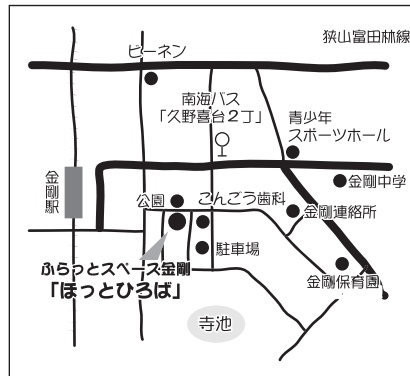 狭山富田林線
ピーネン
南海バス
「久野喜台2丁」
青少年
スポーツホール
金剛駅
公園
こんごう歯科
金剛中学
金剛連絡所
駐車場
ふらっとスペース金剛
「ほっとひろば」
金剛保育園
寺池